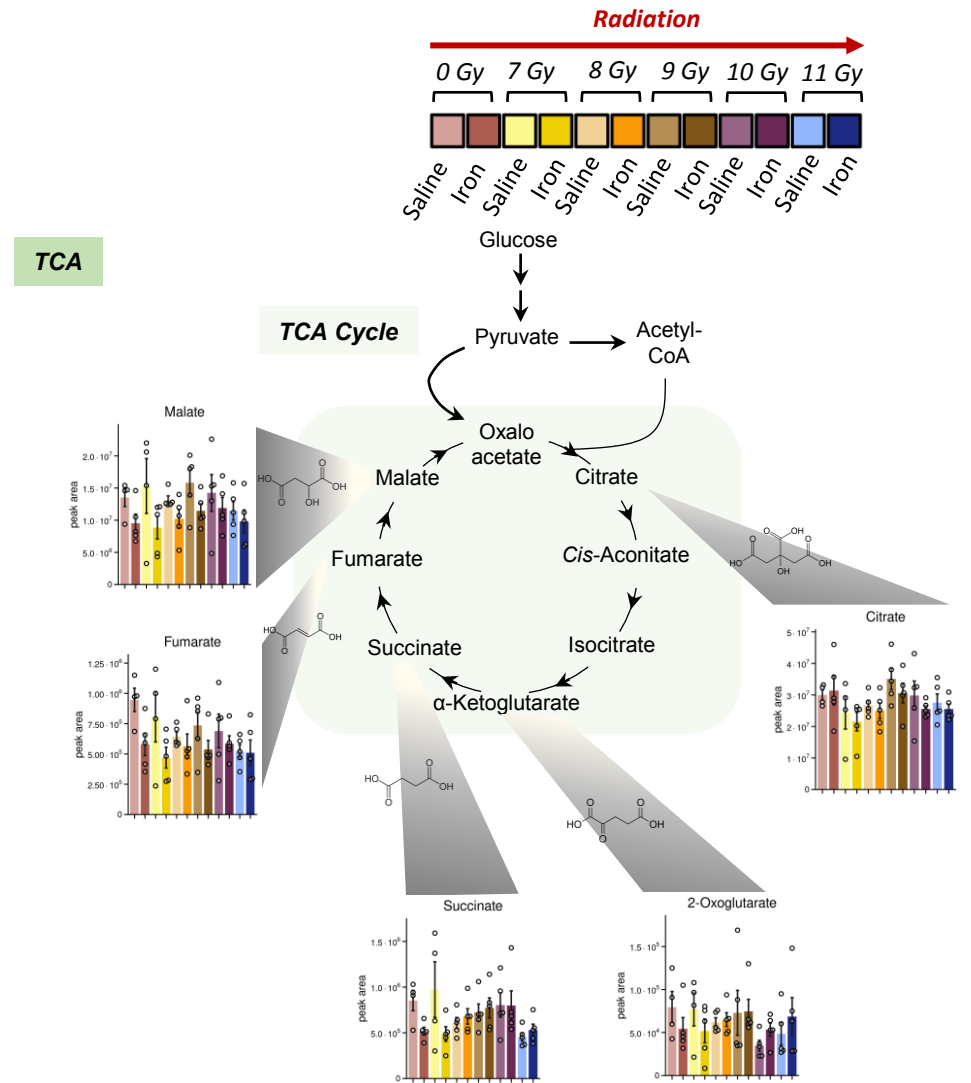 Radiation
0 Gy 7 Gy 8 Gy 9 Gy 10 Gy 11 Gy
Saline Iron Saline Iron Saline Iron Saline Iron Saline Iron Saline Iron
TCA
Glucose
TCA Cycle
Pyruvate
Acetyl-
CoA
Oxalo
acetate
Malate
Citrate
Fumarate
Cis-Aconitate
Succinate
Isocitrate
α-Ketoglutarate
Malate
peak area
2.0 · 10⁷
1.5 · 10⁷
1.0 · 10⁷
5.0 · 10⁶
0
HO O O OH OH
Fumarate
peak area
1.25 · 10⁶
1.00 · 10⁶
7.50 · 10⁵
5.00 · 10⁵
2.50 · 10⁵
0
HO O O OH
O OH O HO O OH OH
Citrate
peak area
5 · 10⁷
4 · 10⁷
3 · 10⁷
2 · 10⁷
1 · 10⁷
0
HO O O OH
Succinate
peak area
1.5 · 10⁶
1.0 · 10⁶
5.0 · 10⁵
0
HO O O O OH
2-Oxoglutarate
peak area
1.5 · 10⁵
1.0 · 10⁵
5.0 · 10⁴
0